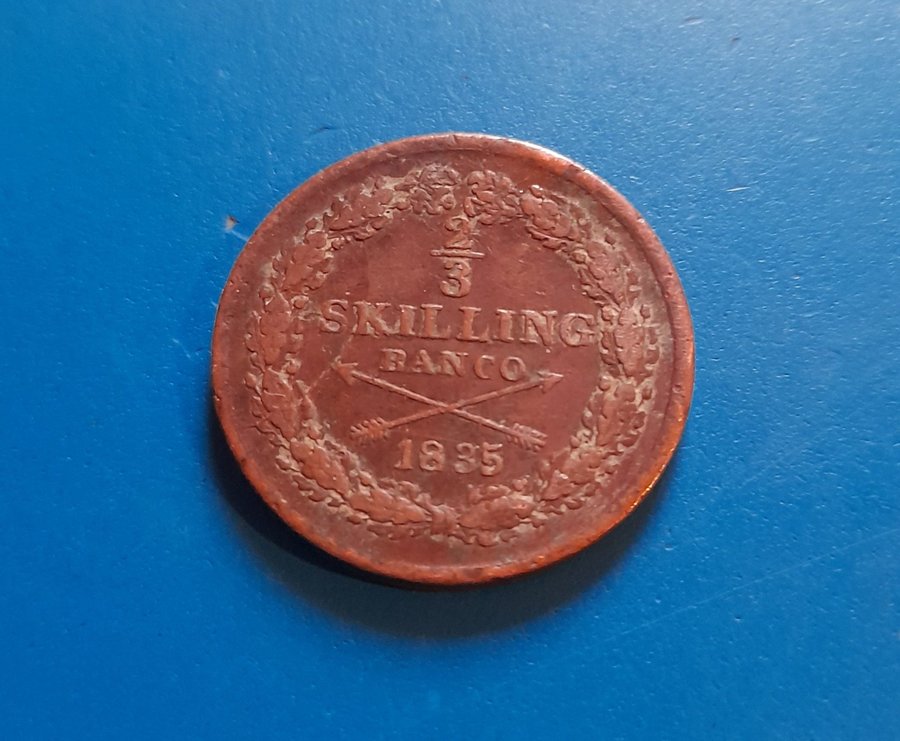 2/3
SKILLING
BANCO
1835